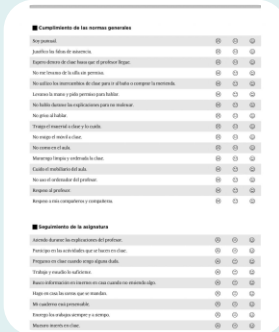 Cumplimiento de las normas generales
Soy puntual.
Justifico las faltas de asistencia.
Espero dentro de clase hasta que el profesor llegue.
No me levanto de la silla sin permiso.
No utilizo los intercambios de clase para ir al baño o comprar la merienda.
Levanto la mano y pido permiso para hablar.
No hablo durante las explicaciones para no molestar.
No grito al hablar.
Traigo el material a clase y lo cuido.
No traigo el móvil a clase.
No como en el aula.
Mantengo limpia y ordenada la clase.
Cuido el mobiliario del aula.
No uso el ordenador del profesor.
Respeto al profesor.
Respeto a mis compañeros y compañeras.
Seguimiento de la asignatura
Atiendo durante las explicaciones del profesor.
Participo en las actividades que se hacen en clase.
Pregunto en clase cuando tengo alguna duda.
Trabajo y estudio lo suficiente.
Busco información en internet en casa cuando no entiendo algo.
Hago en casa las tareas que se mandan.
Mi cuaderno está presentable.
Entrego los trabajos siempre y a tiempo.
Muestro interés en clase.